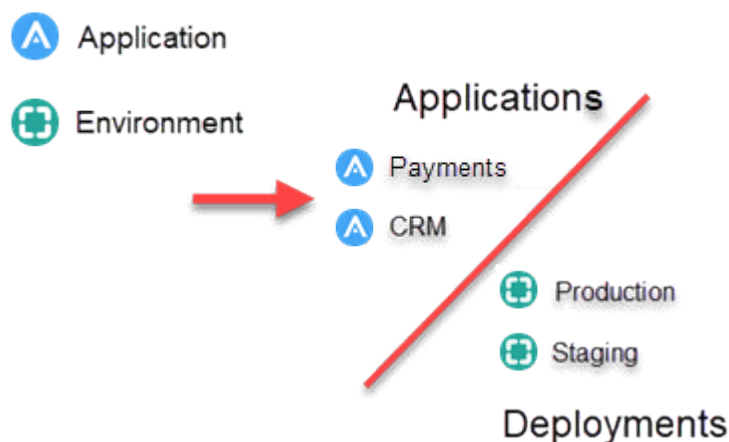 Application
Environment
Applications
Payments
CRM
Production
Staging
Deployments